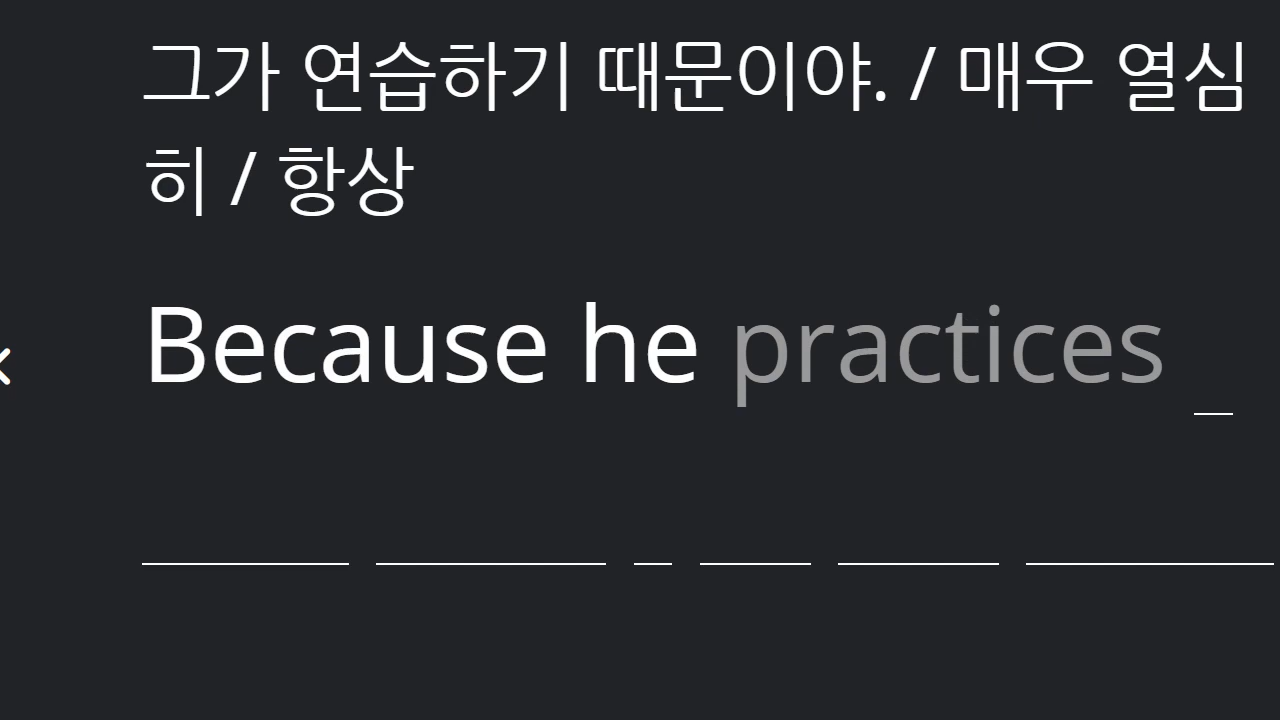 그가 연습하기 때문이야. / 매우 열심
히 / 항상
Because he practices